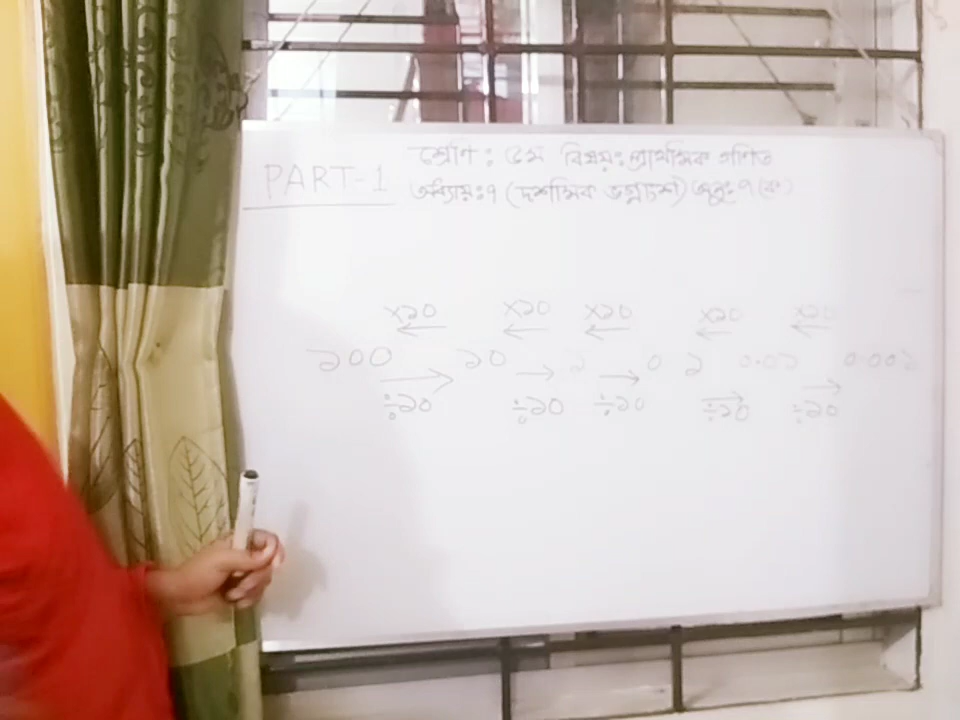 PART-1
শ্রেণি: ৫ম বিষয়: প্রাথমিক গণিত
অধ্যায়: ৭ (দশমিক ভগ্নাংশ) অনু: ৭(ক)
×১০ ×১০ ×১০ ×১০ ×১০
১০০ ১০ ১ ০.১ ০.০১ ০.০০১
÷১০ ÷১০ ÷১০ ÷১০ ÷১০